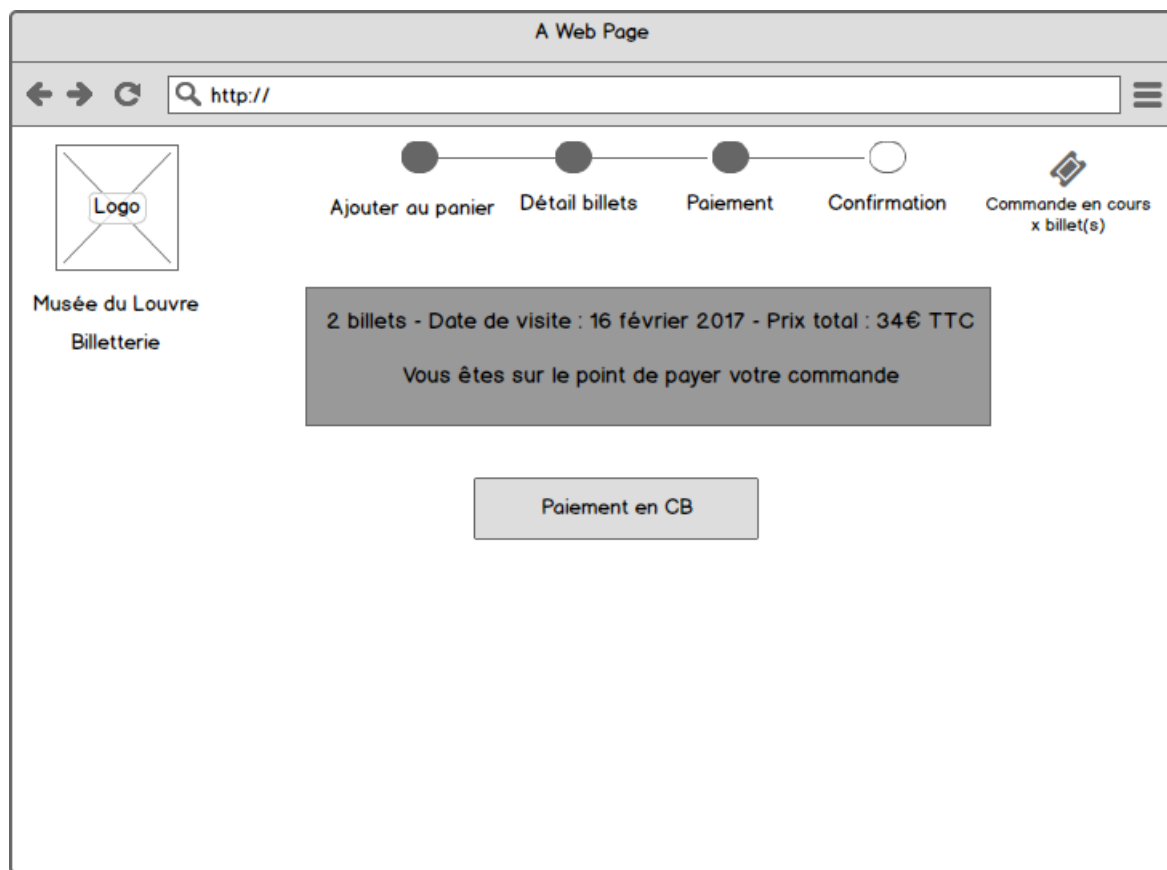 A Web Page
http://
Logo
Musée du Louvre
Billetterie
Ajouter au panier
Détail billets
Paiement
Confirmation
Commande en cours
x billet(s)
2 billets - Date de visite : 16 février 2017 - Prix total : 34€ TTC
Vous êtes sur le point de payer votre commande
Paiement en CB